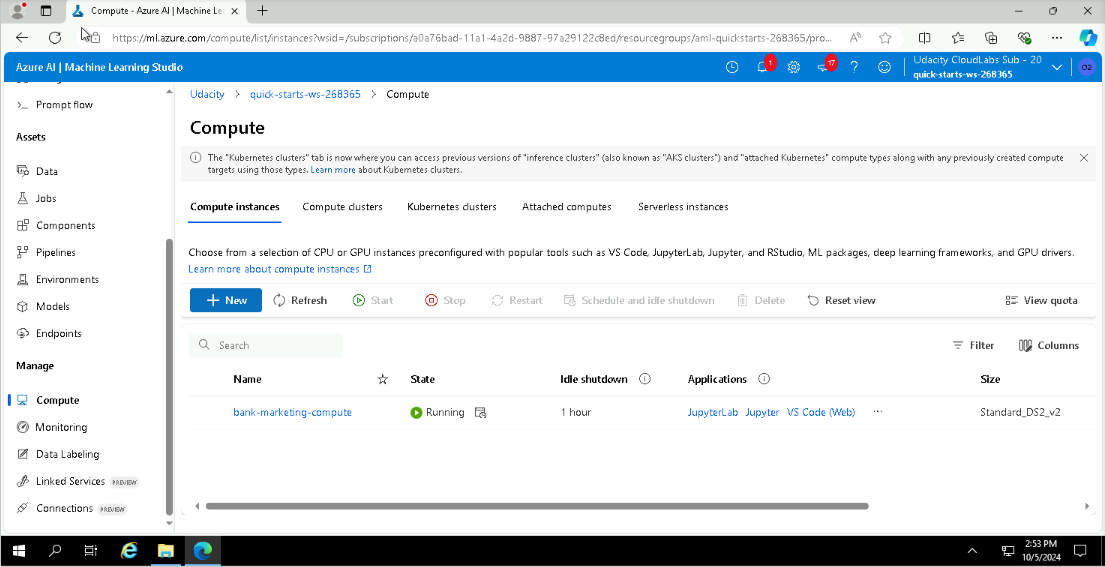 Compute - Azure AI | Machine Le
https://ml.azure.com/compute/list/instances?wsid=/subscriptions/a0a76bad-11a1-4a2d-9887-97a29122c8ed/resourcegroups/aml-quickstarts-268365/pro...
Azure AI | Machine Learning Studio
1
17
Udacity CloudLabs Sub - 20
quick-starts-ws-268365
O2
Prompt flow
Assets
Data
Jobs
Components
Pipelines
Environments
Models
Endpoints
Manage
Compute
Monitoring
Data Labeling
Linked Services PREVIEW
Connections PREVIEW
Udacity > quick-starts-ws-268365 > Compute
Compute
The "Kubernetes clusters" tab is now where you can access previous versions of "inference clusters" (also known as "AKS clusters") and "attached Kubernetes" compute types along with any previously created compute
targets using those types. Learn more about Kubernetes clusters.
Compute instances Compute clusters Kubernetes clusters Attached computes Serverless instances
Choose from a selection of CPU or GPU instances preconfigured with popular tools such as VS Code, JupyterLab, Jupyter, and RStudio, ML packages, deep learning frameworks, and GPU drivers.
Learn more about compute instances
New Refresh Start Stop Restart Schedule and idle shutdown Delete Reset view View quota
Search Filter Columns
Name State Idle shutdown Applications Size
bank-marketing-compute Running 1 hour JupyterLab Jupyter VS Code (Web) ... Standard_DS2_v2
2:53 PM
10/5/2024